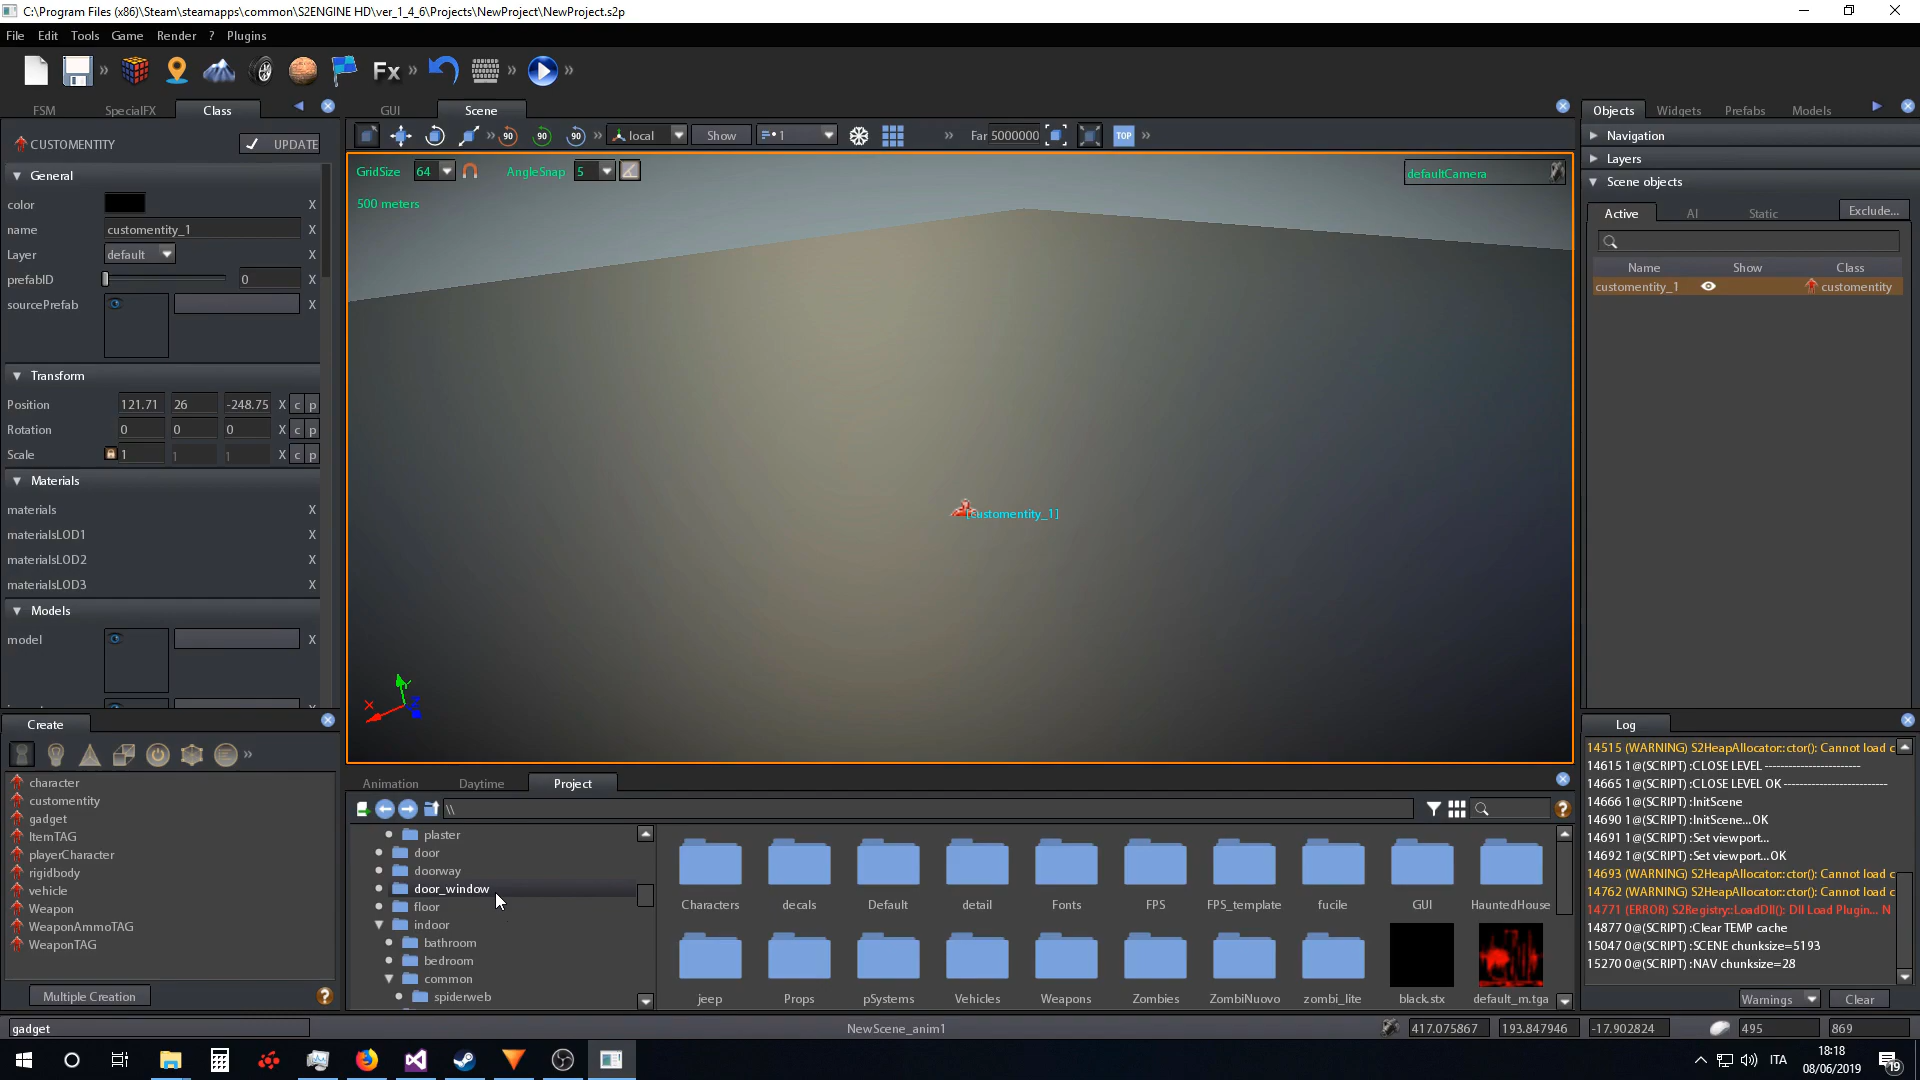 C:\Program Files (x86)\Steam\steamapps\common\S2ENGINE HD\ver_1_4_6\Projects\NewProject\NewProject.s2p
File Edit Tools Game Render ? Plugins
Fx
FSM SpecialFX Class
CUSTOMENTITY UPDATE
General
color X
name customentity_1 X
Layer default X
prefabID 0 X
sourcePrefab X
Transform
Position 121.71 26 -248.75 X c p
Rotation 0 0 0 X c p
Scale 1 1 1 X c p
Materials
materials X
materialsLOD1 X
materialsLOD2 X
materialsLOD3 X
Models
model X
Create
character
customentity
gadget
ItemTAG
playerCharacter
rigidbody
vehicle
Weapon
WeaponAmmoTAG
WeaponTAG
Multiple Creation
gadget
GUI Scene
90 90 90 local Show 1 Far 5000000 TOP
GridSize 64 AngleSnap 5 defaultCamera
500 meters
[customentity_1]
X Y
Animation Daytime Project
\\
plaster
door
doorway
door_window
floor
indoor
bathroom
bedroom
common
spiderweb
Characters decals Default detail Fonts FPS FPS_template fucile GUI HauntedHouse
jeep Props pSystems Vehicles Weapons Zombies ZombiNuovo zombi_lite black.stx default_m.tga
Objects Widgets Prefabs Models
Navigation
Layers
Scene objects
Active AI Static Exclude...
Name Show Class
customentity_1 customentity
Log
14515 (WARNING) S2HeapAllocator::ctor(): Cannot load c
14615 1@(SCRIPT) :CLOSE LEVEL -----------------------
14665 1@(SCRIPT) :CLOSE LEVEL OK -----------------------
14666 1@(SCRIPT) :InitScene
14690 1@(SCRIPT) :InitScene...OK
14691 1@(SCRIPT) :Set viewport...
14692 1@(SCRIPT) :Set viewport...OK
14693 (WARNING) S2HeapAllocator::ctor(): Cannot load c
14762 (WARNING) S2HeapAllocator::ctor(): Cannot load c
14771 (ERROR) S2Registry::LoadDll(): Dll Load Plugin... N
14877 0@(SCRIPT) :Clear TEMP cache
15047 0@(SCRIPT) :SCENE chunksize=5193
15270 0@(SCRIPT) :NAV chunksize=28
Warnings Clear
NewScene_anim1 417.075867 193.847946 -17.902824 495 869
ITA 18:18
08/06/2019 19